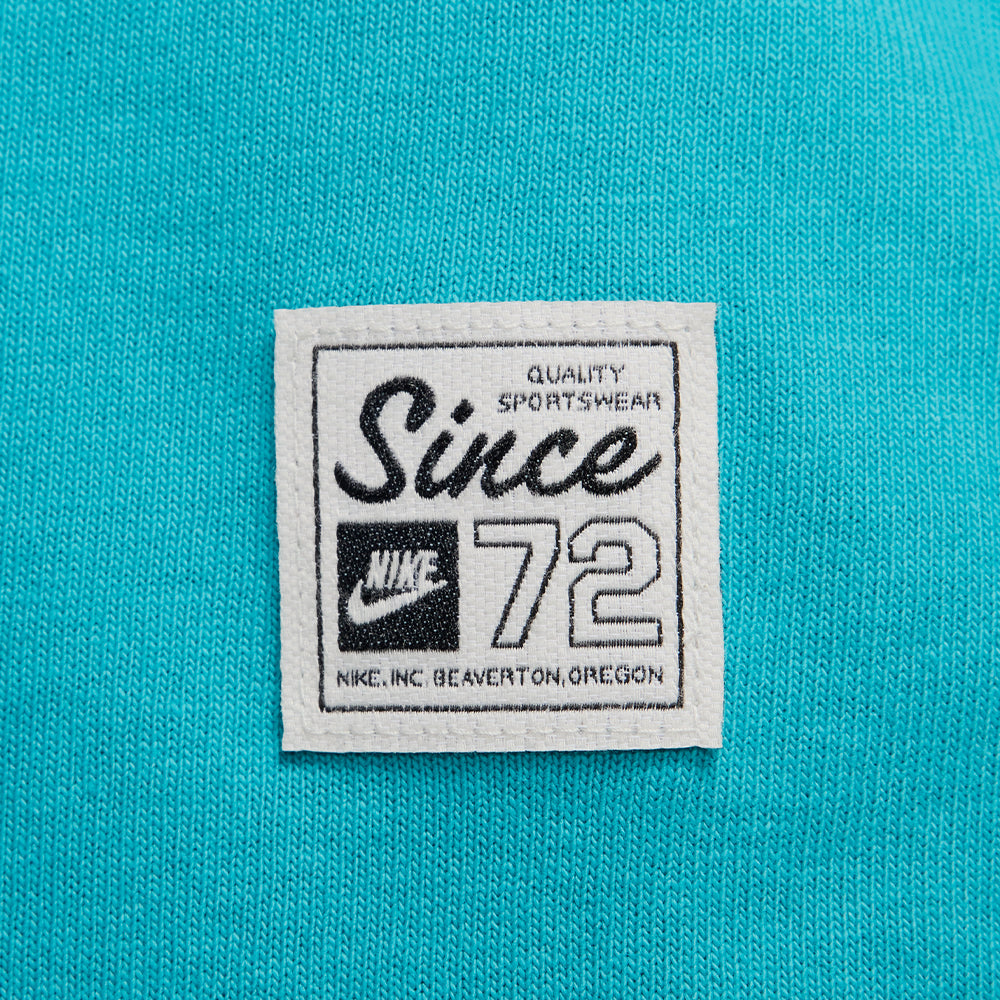 QUALITY
SPORTSWEAR
Since
NIKE 72
NIKE, INC. BEAVERTON, OREGON